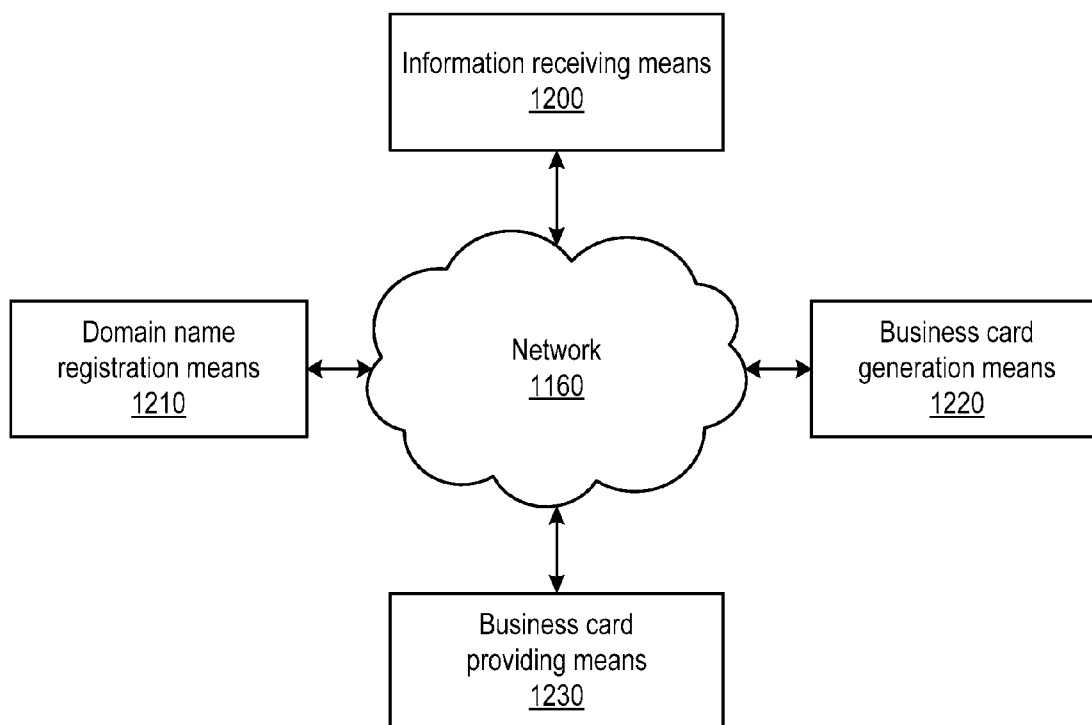 Information receiving means
1200
Domain name
registration means
1210
Network
1160
Business card
generation means
1220
Business card
providing means
1230